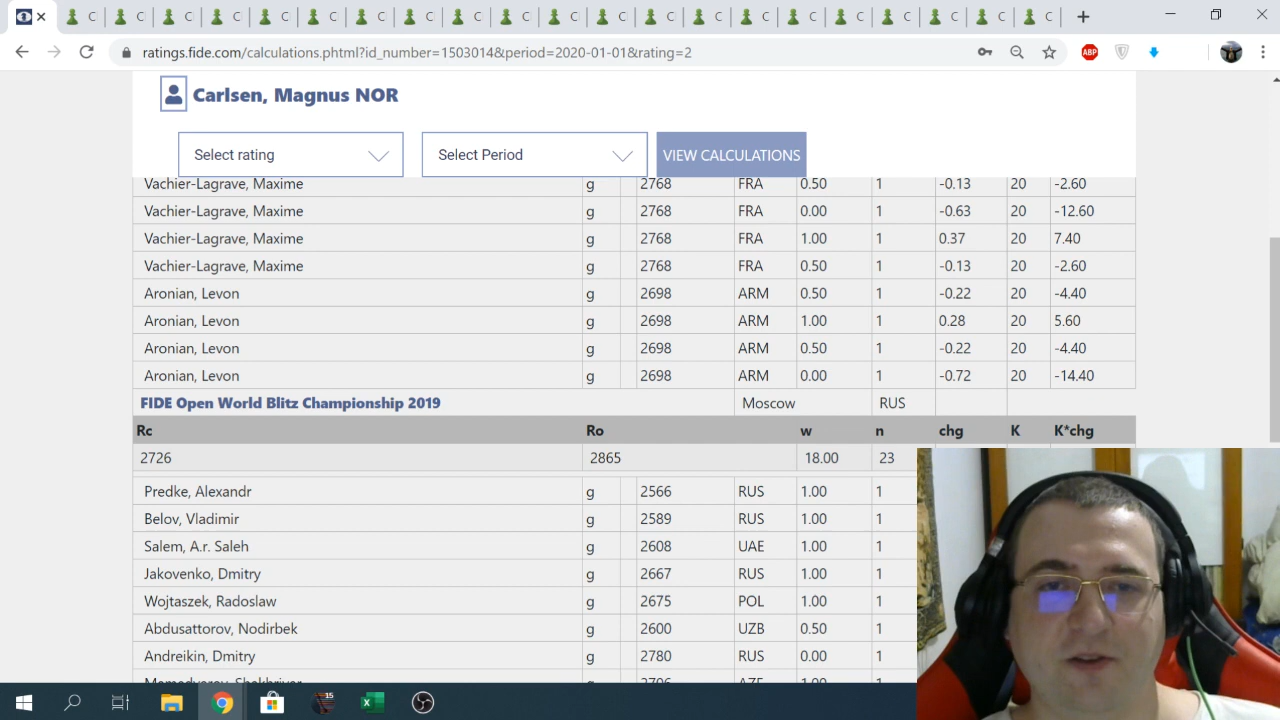 C C C C C C C C C C C C C C C C C C C C C
ratings.fide.com/calculations.phtml?id_number=1503014&period=2020-01-01&rating=2
ABP
Carlsen, Magnus NOR
Select rating Select Period VIEW CALCULATIONS
Vachier-Lagrave, Maxime g 2768 FRA 0.50 1 -0.13 20 -2.60
Vachier-Lagrave, Maxime g 2768 FRA 0.00 1 -0.63 20 -12.60
Vachier-Lagrave, Maxime g 2768 FRA 1.00 1 0.37 20 7.40
Vachier-Lagrave, Maxime g 2768 FRA 0.50 1 -0.13 20 -2.60
Aronian, Levon g 2698 ARM 0.50 1 -0.22 20 -4.40
Aronian, Levon g 2698 ARM 1.00 1 0.28 20 5.60
Aronian, Levon g 2698 ARM 0.50 1 -0.22 20 -4.40
Aronian, Levon g 2698 ARM 0.00 1 -0.72 20 -14.40
FIDE Open World Blitz Championship 2019 Moscow RUS
Rc Ro w n chg K K*chg
2726 2865 18.00 23
Predke, Alexandr g 2566 RUS 1.00 1
Belov, Vladimir g 2589 RUS 1.00 1
Salem, A.r. Saleh g 2608 UAE 1.00 1
Jakovenko, Dmitry g 2667 RUS 1.00 1
Wojtaszek, Radoslaw g 2675 POL 1.00 1
Abdusattorov, Nodirbek g 2600 UZB 0.50 1
Andreikin, Dmitry g 2780 RUS 0.00 1
15